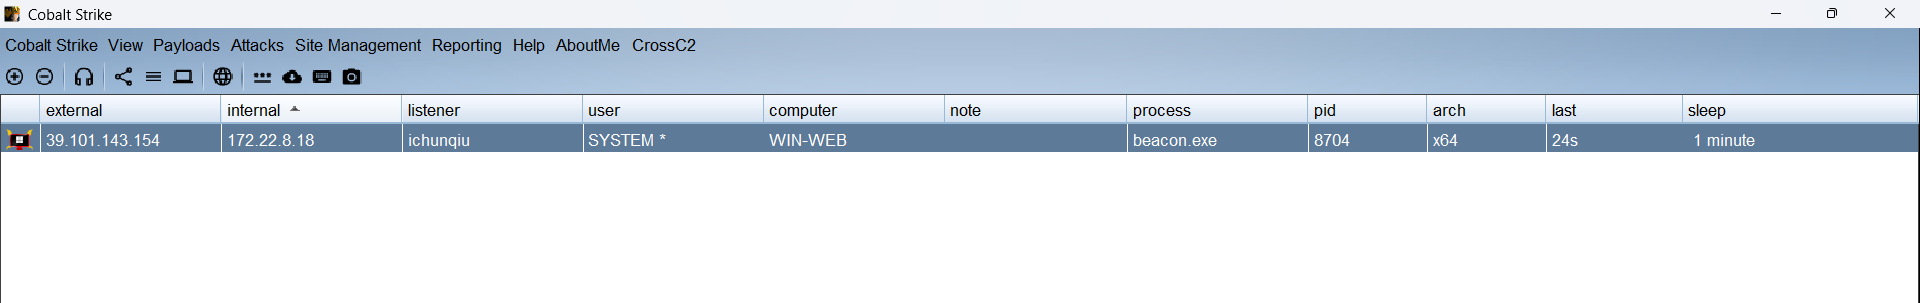 Cobalt Strike
Cobalt Strike View Payloads Attacks Site Management Reporting Help AboutMe CrossC2
external internal listener user computer note process pid arch last sleep
39.101.143.154 172.22.8.18 ichunqiu SYSTEM * WIN-WEB beacon.exe 8704 x64 24s 1 minute